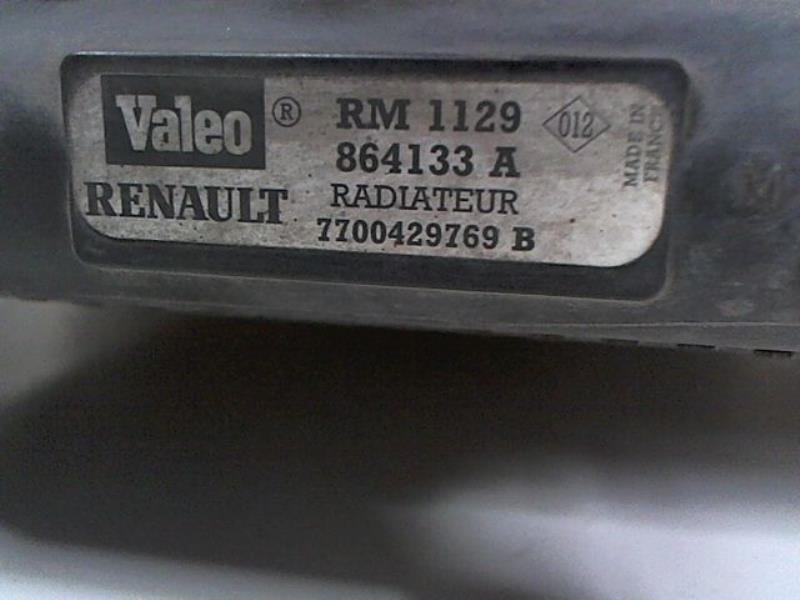 Valeo ® RM 1129 012
864133 A
RENAULT RADIATEUR
7700429769 B
MADE IN
FRANCE